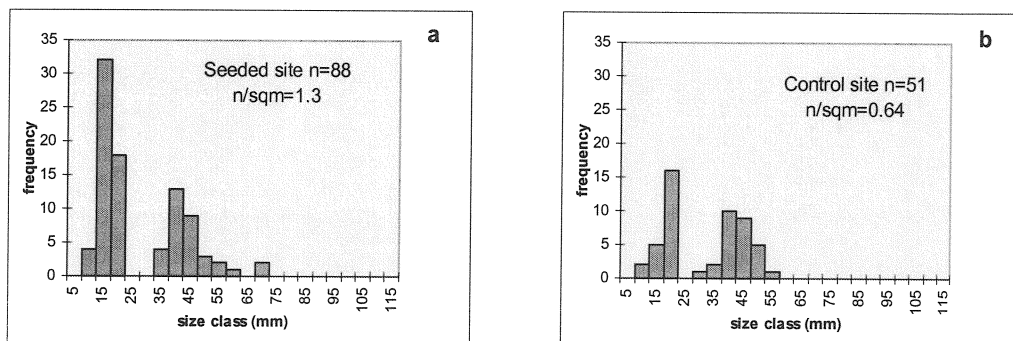 a
Seeded site n=88
n/sqm=1.3
frequency
35
30
25
20
15
10
5
0
5 15 25 35 45 55 65 75 85 95 105 115
size class (mm)
b
Control site n=51
n/sqm=0.64
frequency
35
30
25
20
15
10
5
0
5 15 25 35 45 55 65 75 85 95 105 115
size class (mm)